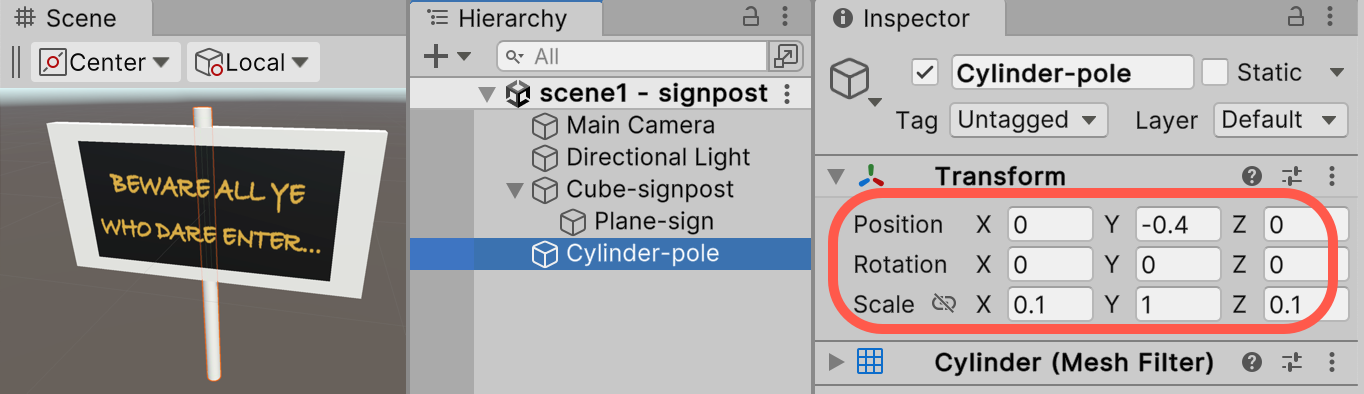 Scene
Center
Local
BEWARE ALL YE
WHO DARE ENTER...
Hierarchy
All
scene1 - signpost
Main Camera
Directional Light
Cube-signpost
Plane-sign
Cylinder-pole
Inspector
Cylinder-pole Static
Tag Untagged Layer Default
Transform
Position X 0 Y -0.4 Z 0
Rotation X 0 Y 0 Z 0
Scale X 0.1 Y 1 Z 0.1
Cylinder (Mesh Filter)